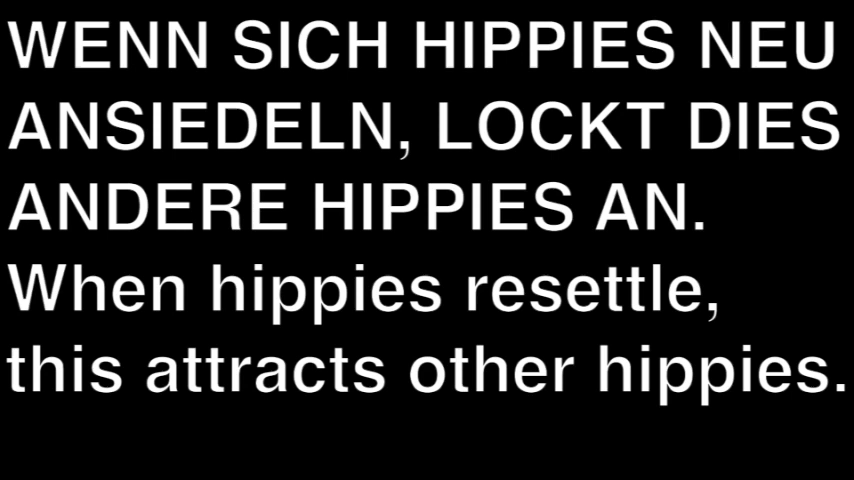 WENN SICH HIPPIES NEU
ANSIEDELN, LOCKT DIES
ANDERE HIPPIES AN.
When hippies resettle,
this attracts other hippies.